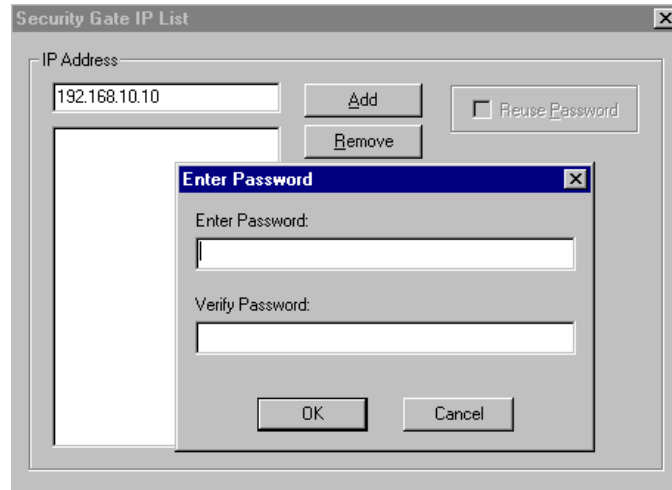 Security Gate IP List
IP Address
192.168.10.10
Add
Reuse Password
Remove
Enter Password
Enter Password:
Verify Password:
OK
Cancel